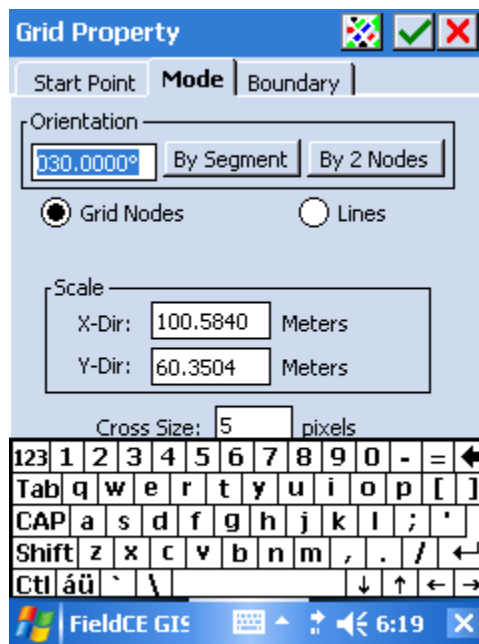 Grid Property
Start Point Mode Boundary
Orientation
030.0000° By Segment By 2 Nodes
Grid Nodes Lines
Scale
X-Dir: 100.5840 Meters
Y-Dir: 60.3504 Meters
Cross Size: 5 pixels
123 1 2 3 4 5 6 7 8 9 0 - = ←
Tab q w e r t y u i o p [ ]
CAP a s d f g h j k l ; '
Shift z x c v b n m , . / ↵
Ctl áü ` \ ↓ ↑ ← →
FieldCE GIS 6:19